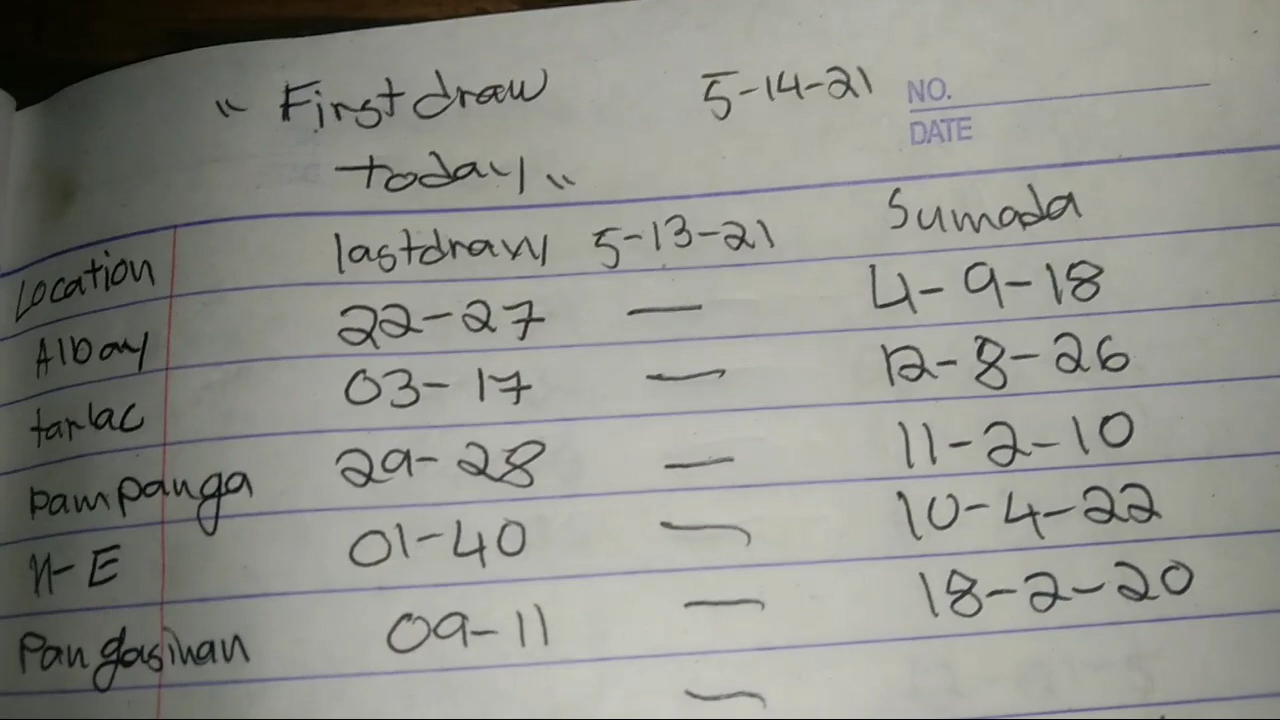 "First draw 5-14-21 NO.
today" DATE
Location lastdraw 5-13-21 Sumada
Albay 22-27 — 4-9-18
tarlac 03-17 — 12-8-26
pampanga 29-28 — 11-2-10
N-E 01-40 — 10-4-22
Pangasinan 09-11 — 18-2-20
—